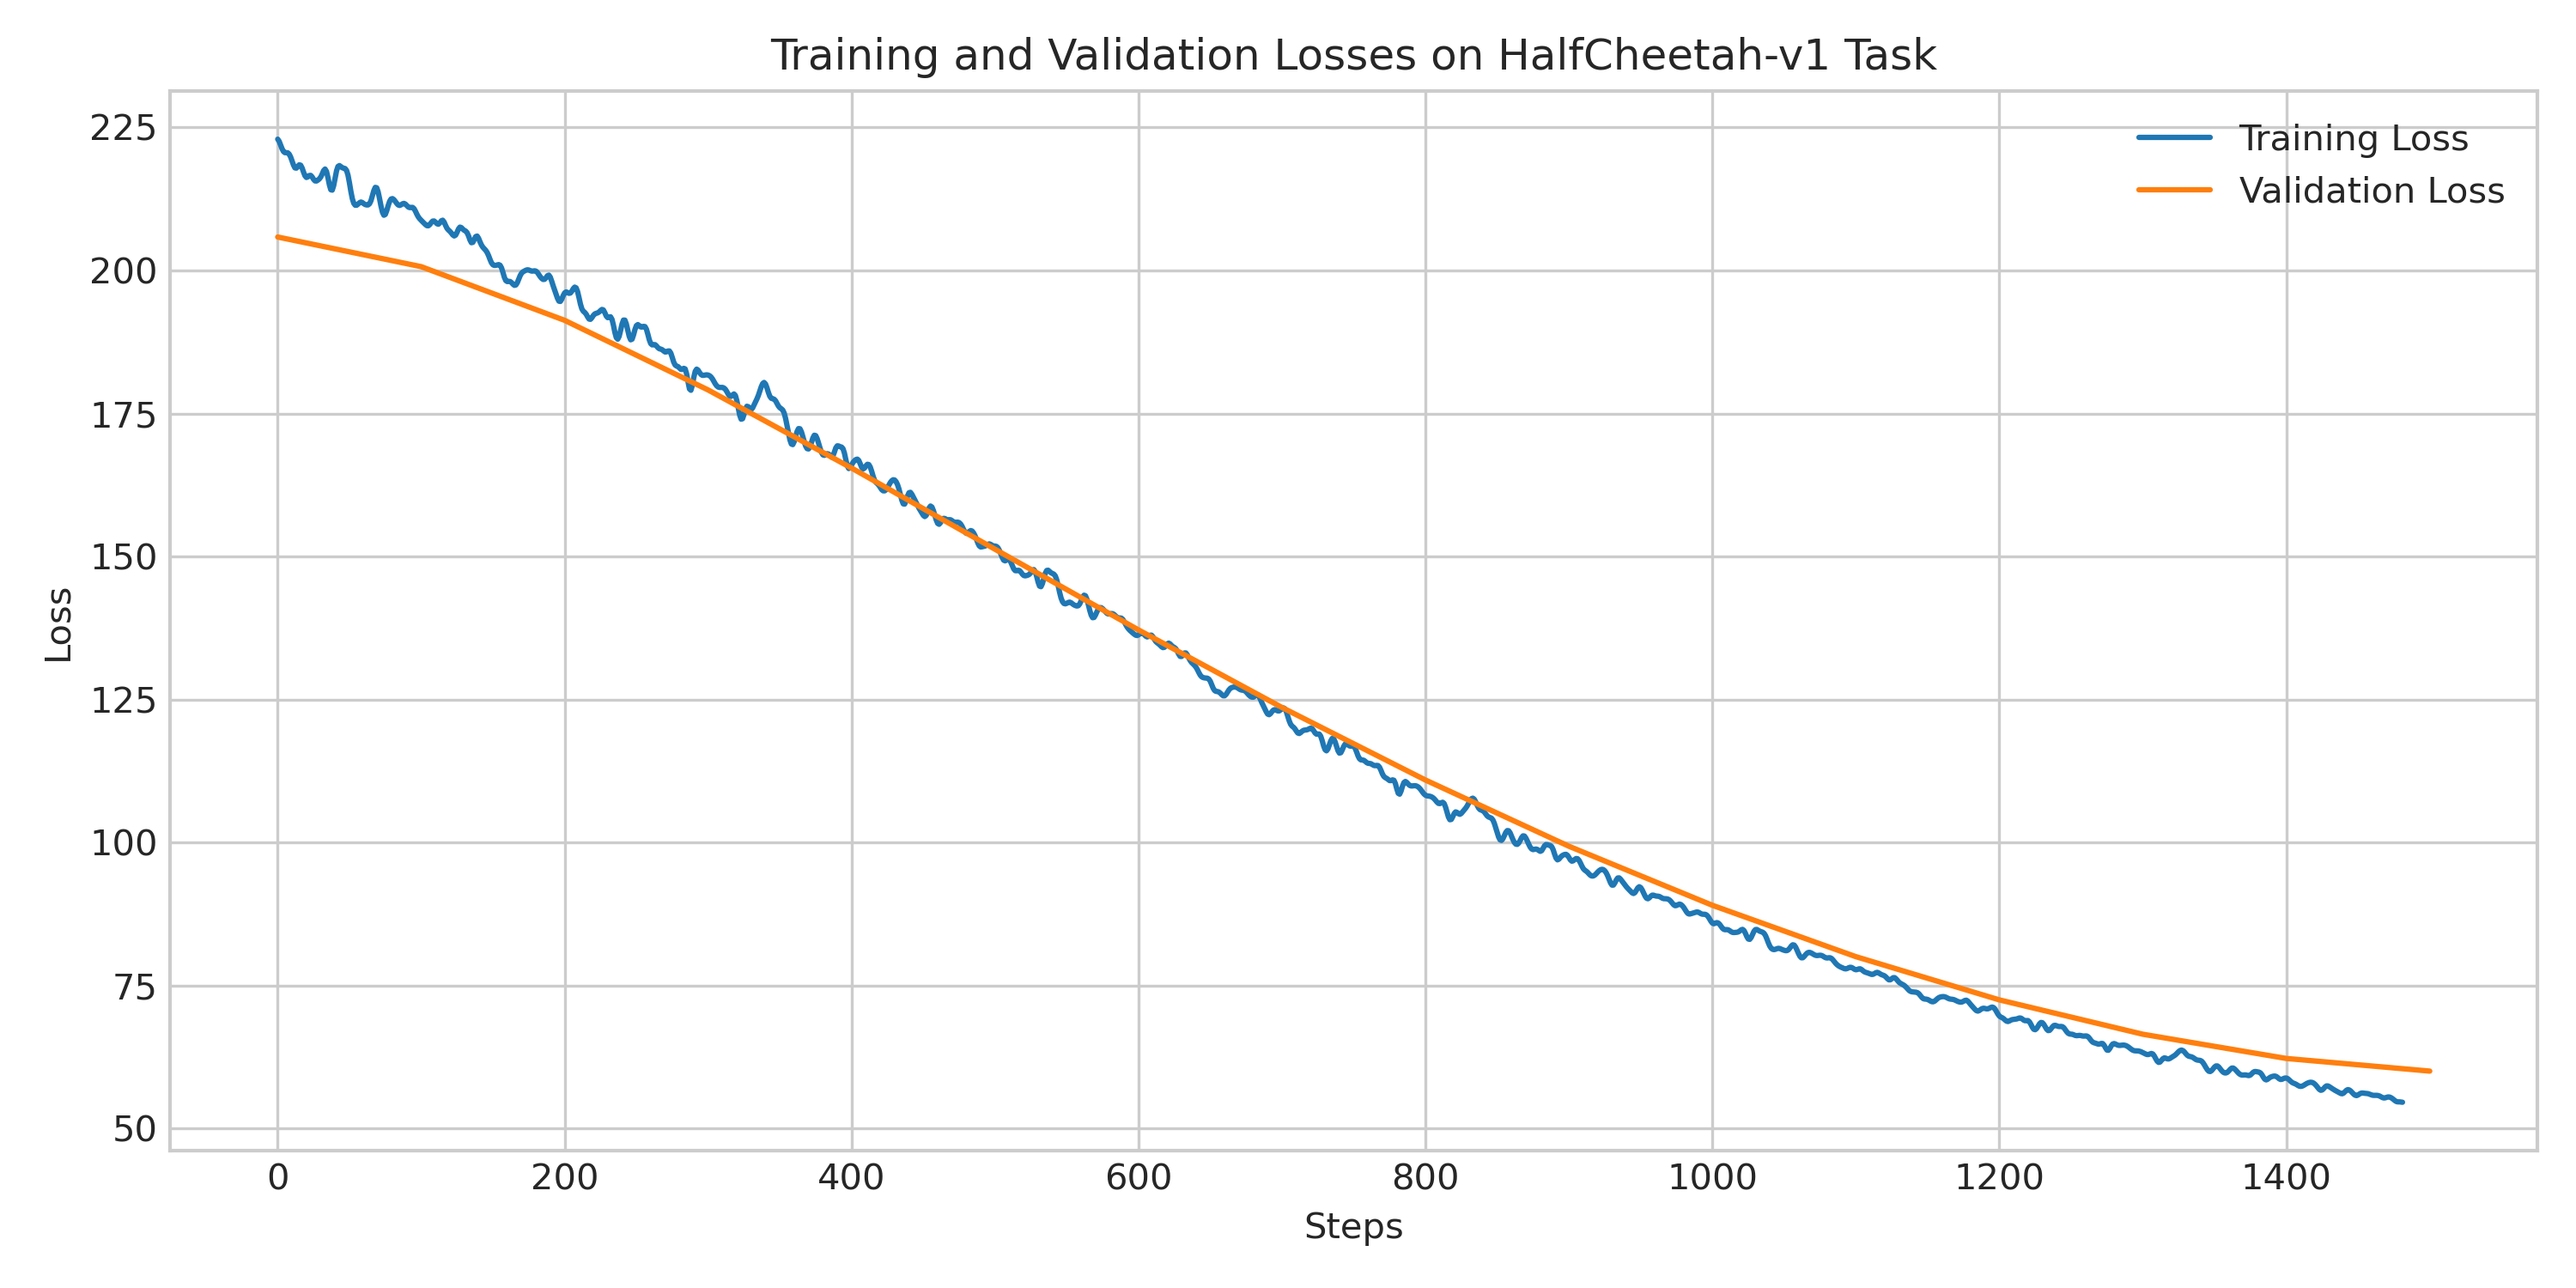 Training and Validation Losses on HalfCheetah-v1 Task
Training Loss
Validation Loss
225
200
175
150
125
100
75
50
Loss
0 200 400 600 800 1000 1200 1400
Steps